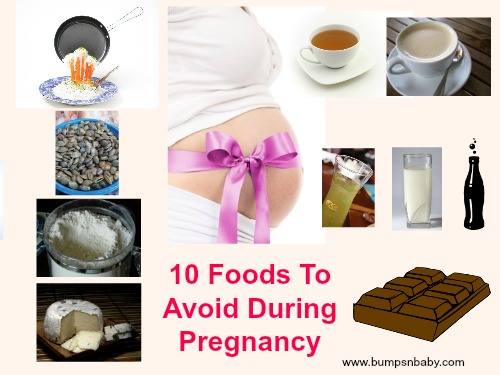 10 Foods To
Avoid During
Pregnancy
www.bumpsnbaby.com